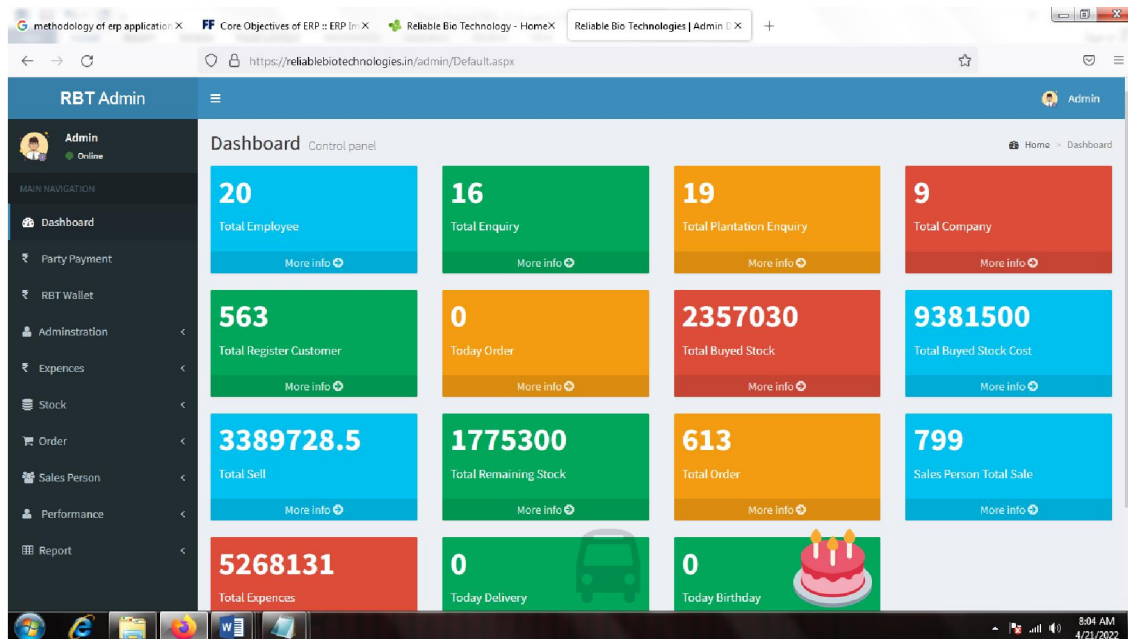 methodology of erp application
FF Core Objectives of ERP :: ERP Im
Reliable Bio Technology - Home
Reliable Bio Technologies | Admin D
https://reliablebiotechnologies.in/admin/Default.aspx
RBT Admin
Admin
Admin
Online
Dashboard Control panel
Home > Dashboard
MAIN NAVIGATION
Dashboard
Party Payment
RBT Wallet
Adminstration
Expences
Stock
Order
Sales Person
Performance
Report
20
Total Employee
More info
16
Total Enquiry
More info
19
Total Plantation Enquiry
More info
9
Total Company
More info
563
Total Register Customer
More info
0
Today Order
More info
2357030
Total Buyed Stock
More info
9381500
Total Buyed Stock Cost
More info
3389728.5
Total Sell
More info
1775300
Total Remaining Stock
More info
613
Total Order
More info
799
Sales Person Total Sale
More info
5268131
Total Expences
0
Today Delivery
0
Today Birthday
8:04 AM
4/21/2022